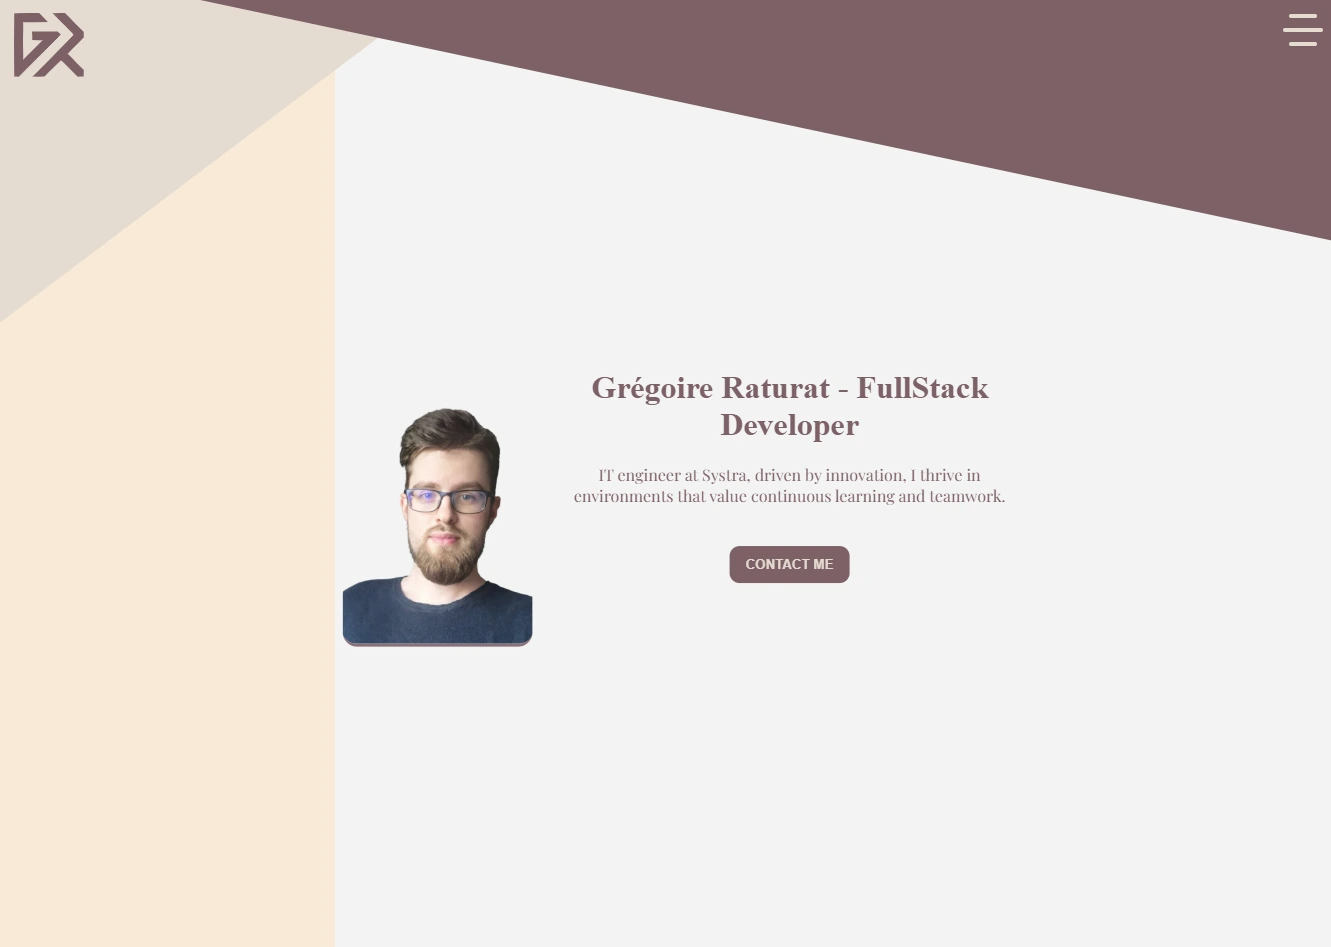 GR
Grégoire Raturat - FullStack
Developer
IT engineer at Systra, driven by innovation, I thrive in
environments that value continuous learning and teamwork.
CONTACT ME